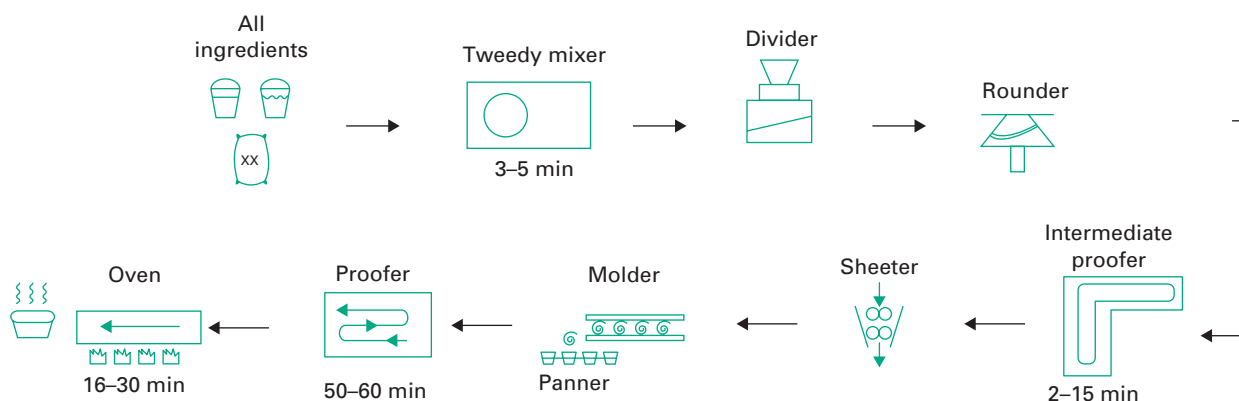 All
ingredients
XX
Tweedy mixer
3–5 min
Divider
Rounder
Intermediate
proofer
2–15 min
Sheeter
Molder
Panner
Proofer
50–60 min
Oven
16–30 min